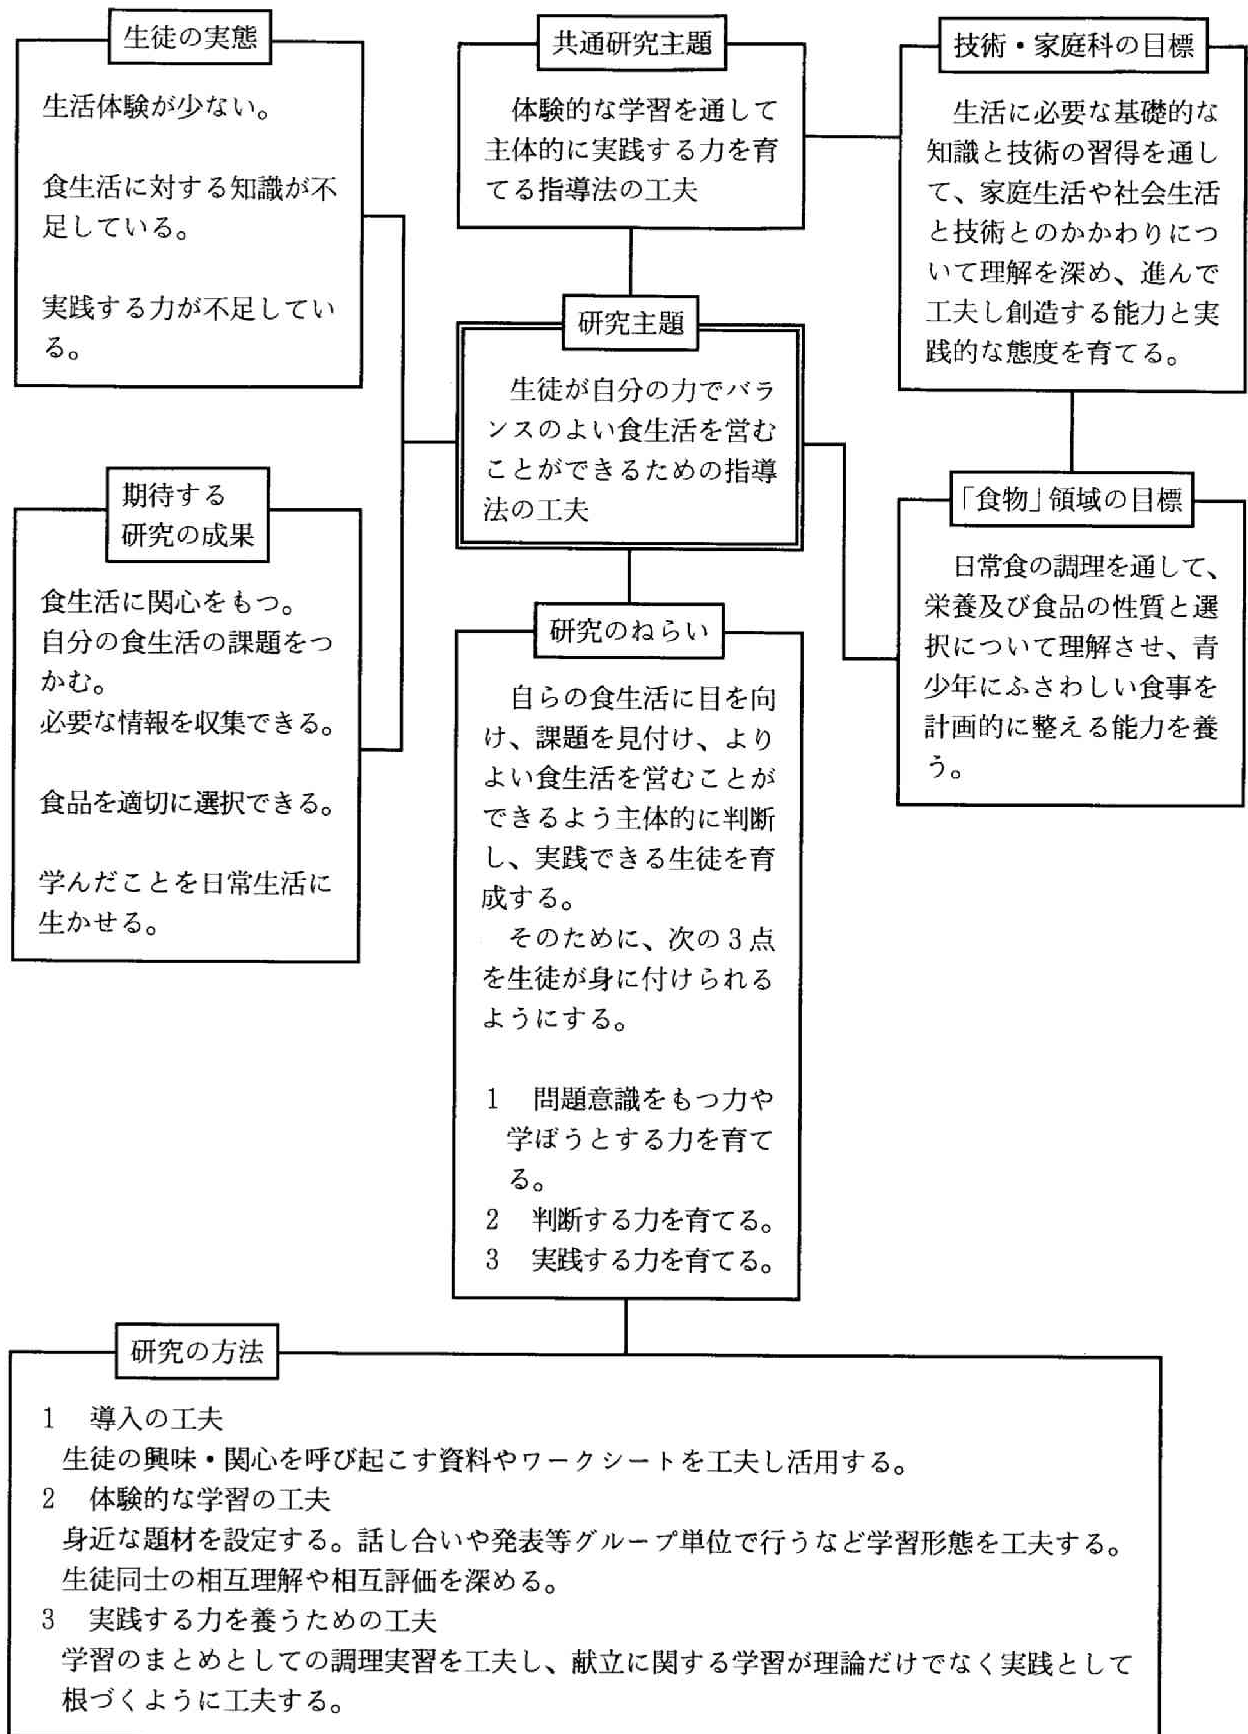 生徒の実態
生活体験が少ない。
食生活に対する知識が不
足している。
実践する力が不足してい
る。
共通研究主題
体験的な学習を通して
主体的に実践する力を育
てる指導法の工夫
技術・家庭科の目標
生活に必要な基礎的な
知識と技術の習得を通し
て、家庭生活や社会生活
と技術とのかかわりにつ
いて理解を深め、進んで
工夫し創造する能力と実
践的な態度を育てる。
研究主題
生徒が自分の力でバラ
ンスのよい食生活を営む
ことができるための指導
法の工夫
期待する
研究の成果
食生活に関心をもつ。
自分の食生活の課題をつ
かむ。
必要な情報を収集できる。
食品を適切に選択できる。
学んだことを日常生活に
生かせる。
「食物」領域の目標
日常食の調理を通して、
栄養及び食品の性質と選
択について理解させ、青
少年にふさわしい食事を
計画的に整える能力を養
う。
研究のねらい
自らの食生活に目を向
け、課題を見付け、より
よい食生活を営むことが
できるよう主体的に判断
し、実践できる生徒を育
成する。
そのために、次の3点
を生徒が身に付けられる
ようにする。
1 問題意識をもつ力や
学ぼうとする力を育て
る。
2 判断する力を育てる。
3 実践する力を育てる。
研究の方法
1 導入の工夫
生徒の興味・関心を呼び起こす資料やワークシートを工夫し活用する。
2 体験的な学習の工夫
身近な題材を設定する。話し合いや発表等グループ単位で行うなど学習形態を工夫する。
生徒同士の相互理解や相互評価を深める。
3 実践する力を養うための工夫
学習のまとめとしての調理実習を工夫し、献立に関する学習が理論だけでなく実践として
根づくように工夫する。